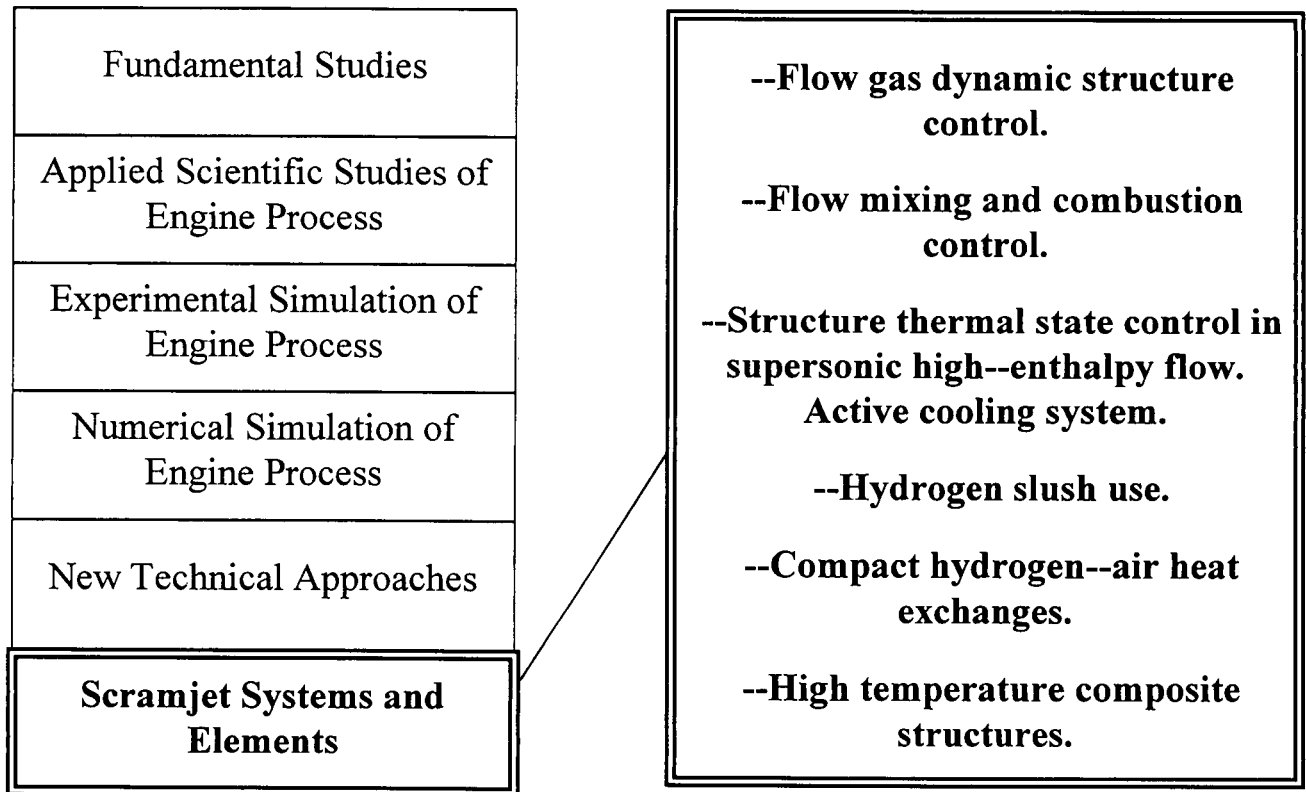 Fundamental Studies
Applied Scientific Studies of
Engine Process
Experimental Simulation of
Engine Process
Numerical Simulation of
Engine Process
New Technical Approaches
Scramjet Systems and
Elements
--Flow gas dynamic structure
control.
--Flow mixing and combustion
control.
--Structure thermal state control in
supersonic high--enthalpy flow.
Active cooling system.
--Hydrogen slush use.
--Compact hydrogen--air heat
exchanges.
--High temperature composite
structures.